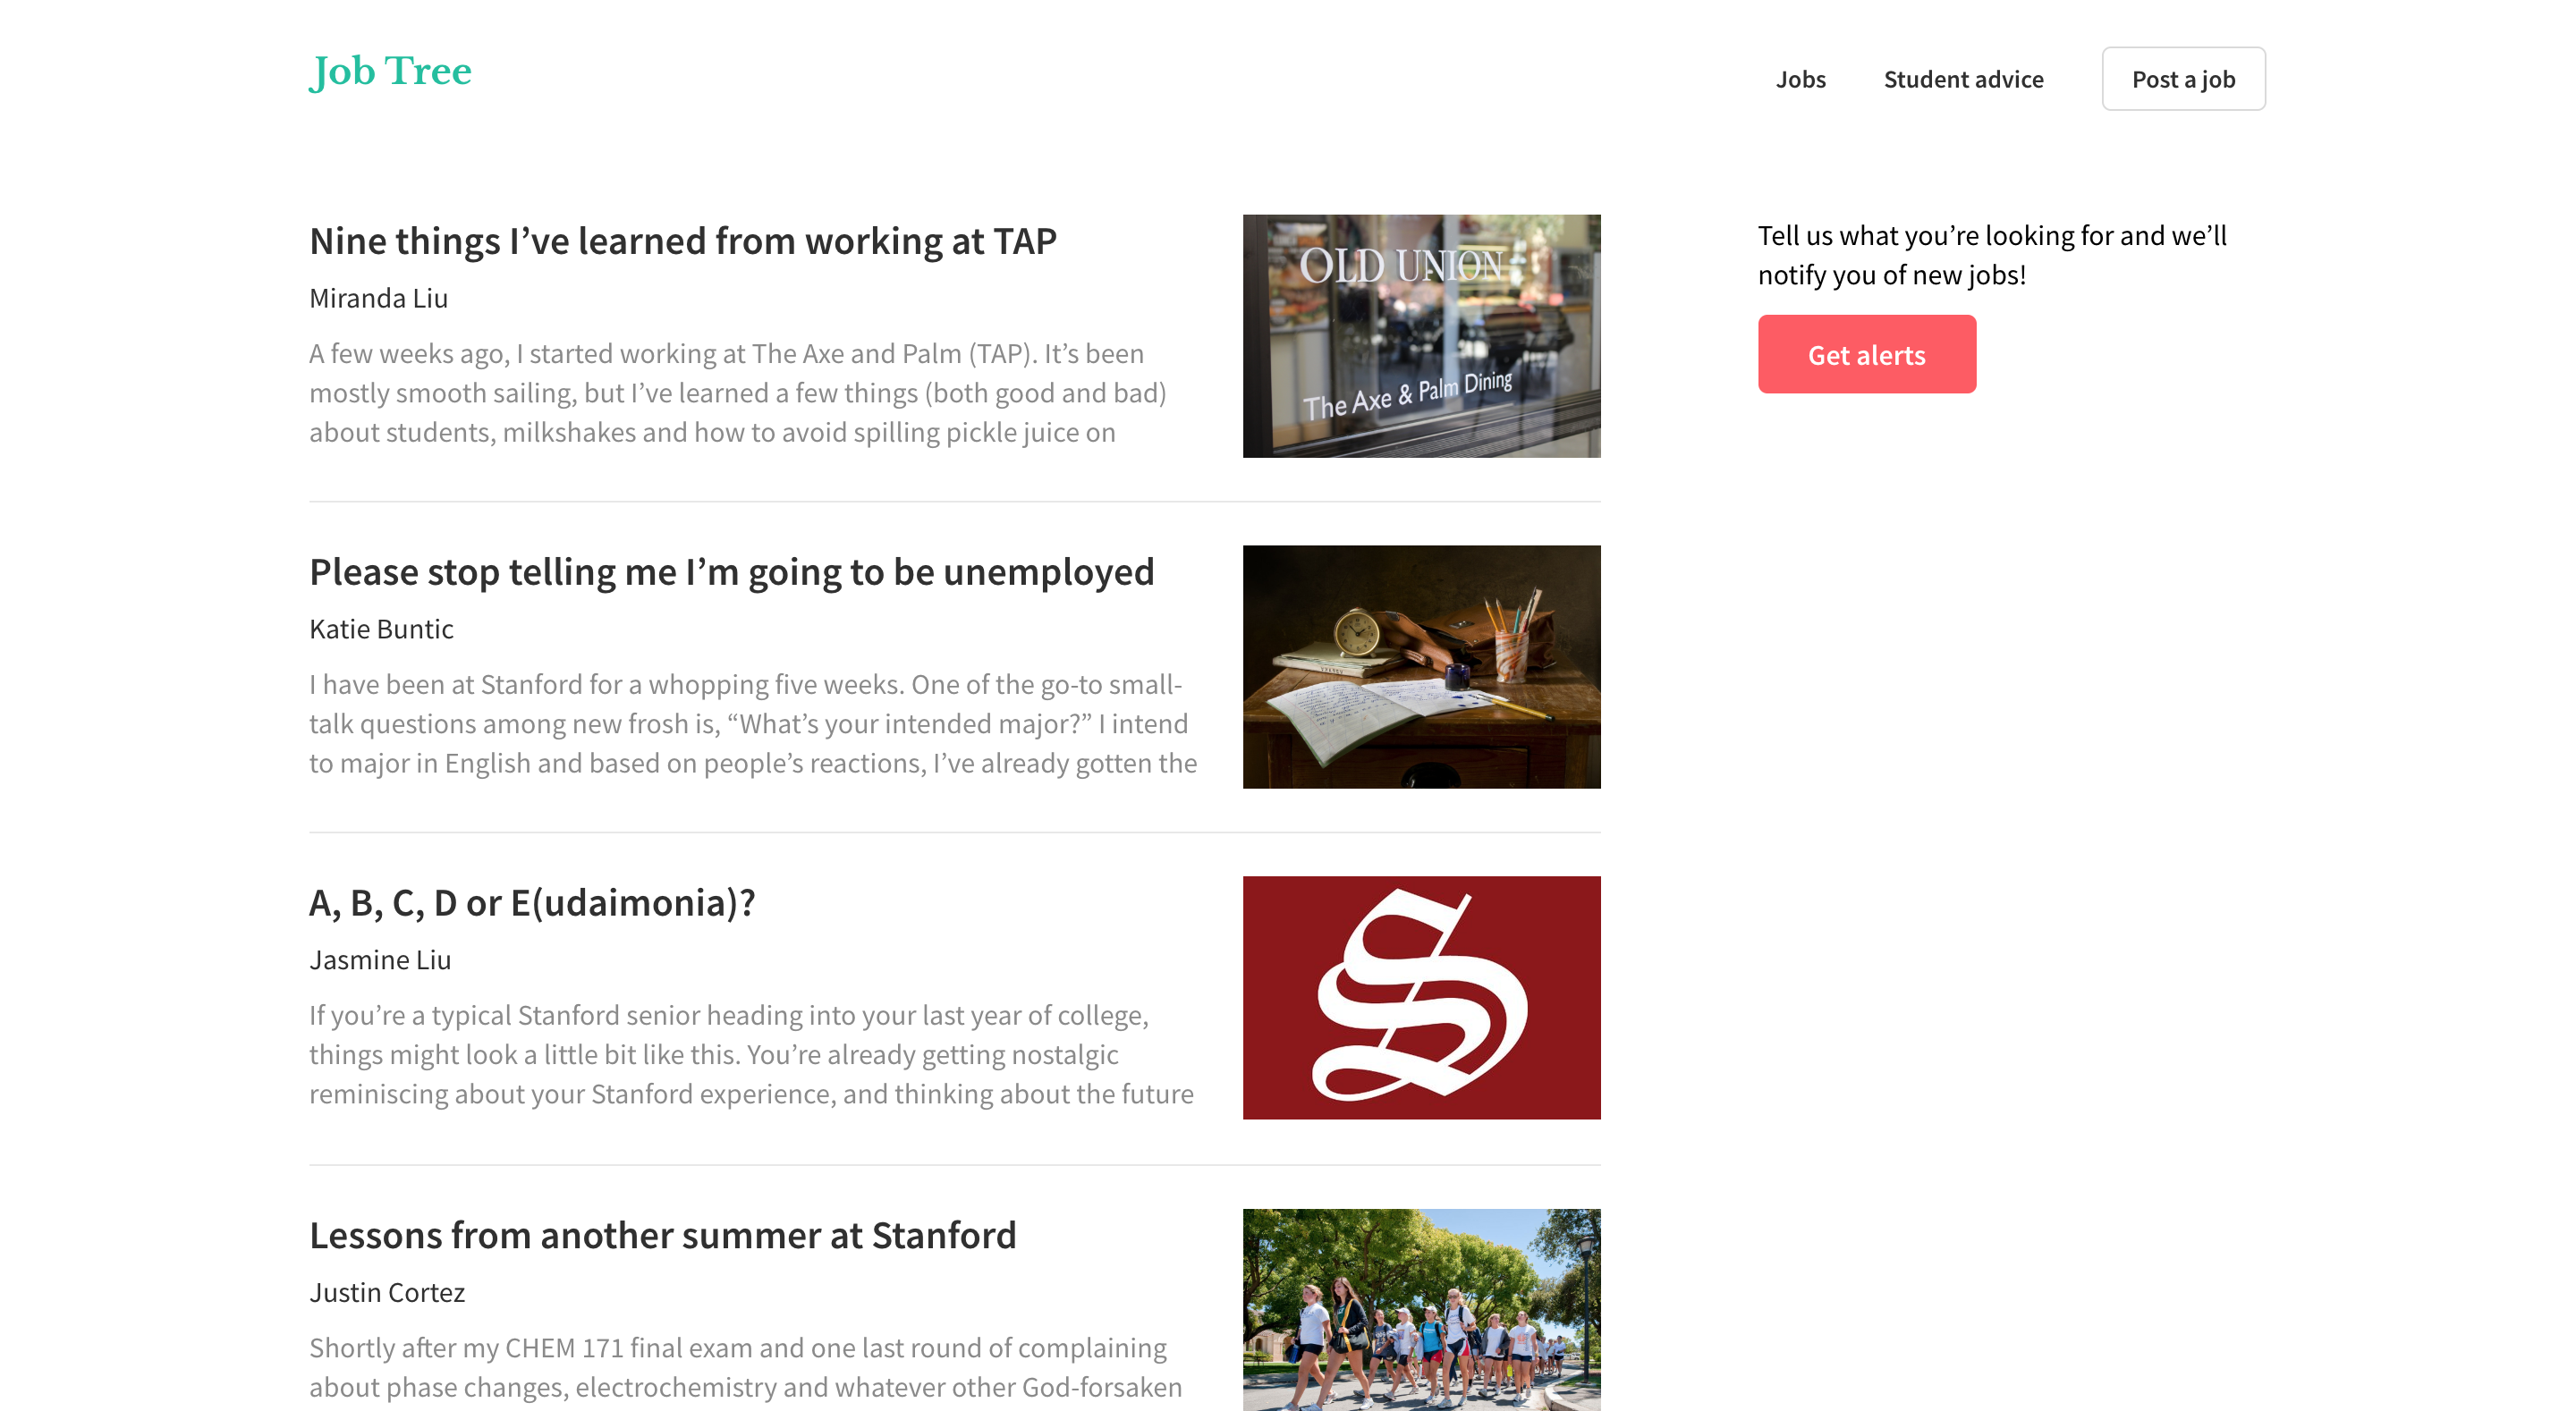 Job Tree
Jobs
Student advice
Post a job
Nine things I’ve learned from working at TAP
Miranda Liu
A few weeks ago, I started working at The Axe and Palm (TAP). It’s been
mostly smooth sailing, but I’ve learned a few things (both good and bad)
about students, milkshakes and how to avoid spilling pickle juice on
OLD UNION
The Axe & Palm Dining
Tell us what you’re looking for and we’ll
notify you of new jobs!
Get alerts
Please stop telling me I’m going to be unemployed
Katie Buntic
I have been at Stanford for a whopping five weeks. One of the go-to small-
talk questions among new frosh is, “What’s your intended major?” I intend
to major in English and based on people’s reactions, I’ve already gotten the
A, B, C, D or E(udaimonia)?
Jasmine Liu
If you’re a typical Stanford senior heading into your last year of college,
things might look a little bit like this. You’re already getting nostalgic
reminiscing about your Stanford experience, and thinking about the future
S
Lessons from another summer at Stanford
Justin Cortez
Shortly after my CHEM 171 final exam and one last round of complaining
about phase changes, electrochemistry and whatever other God-forsaken